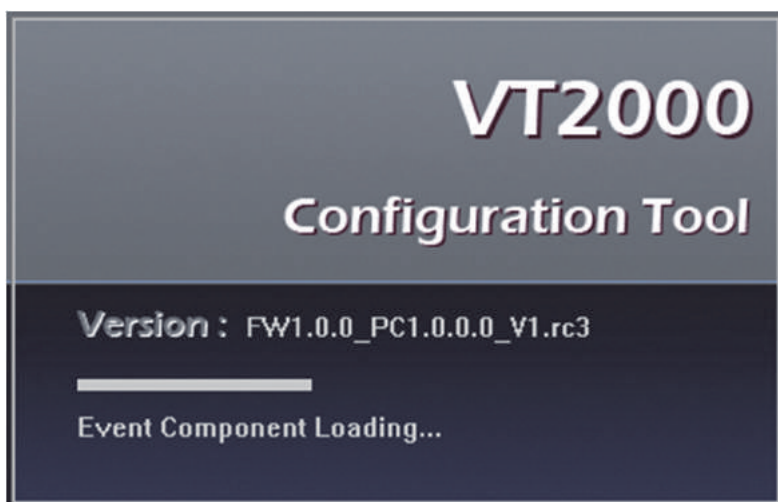 VT2000
Configuration Tool
Version : FW1.0.0_PC1.0.0.0_V1.rc3
Event Component Loading...